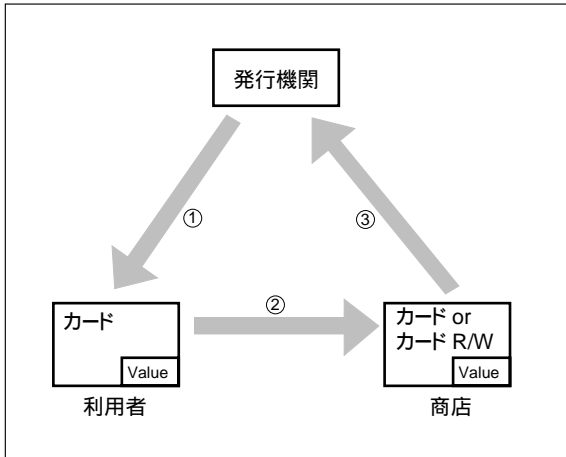 発行機関
①
③
②
カード
Value
利用者
カード or
カード R/W
Value
商店